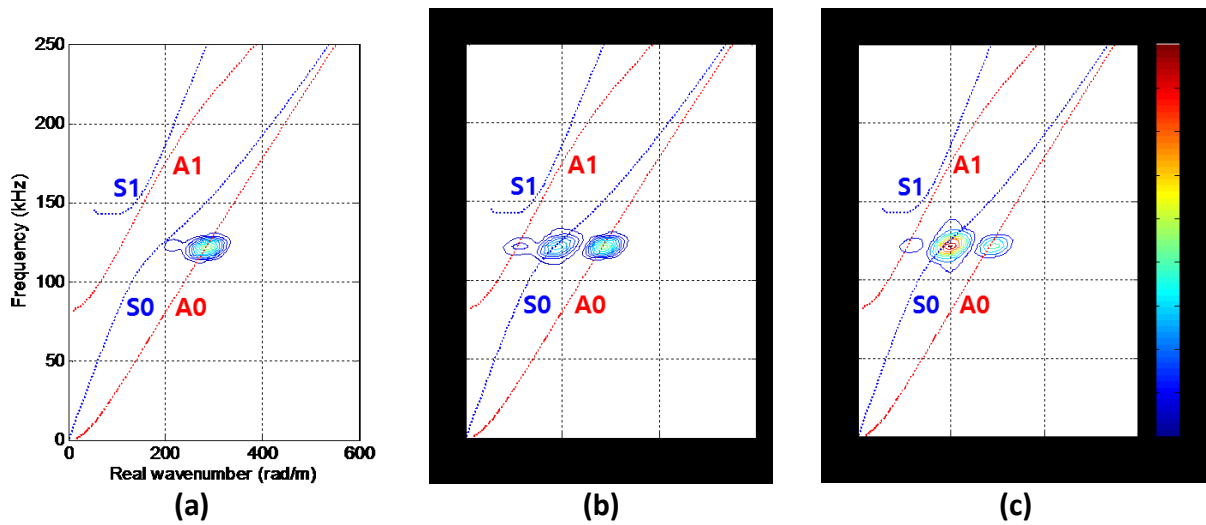 250
200
150
100
50
0
Frequency (kHz)
0 200 400 600
Real wavenumber (rad/m)
S1 A1
S0 A0
(a)
S1 A1
S0 A0
(b)
S1 A1
S0 A0
(c)